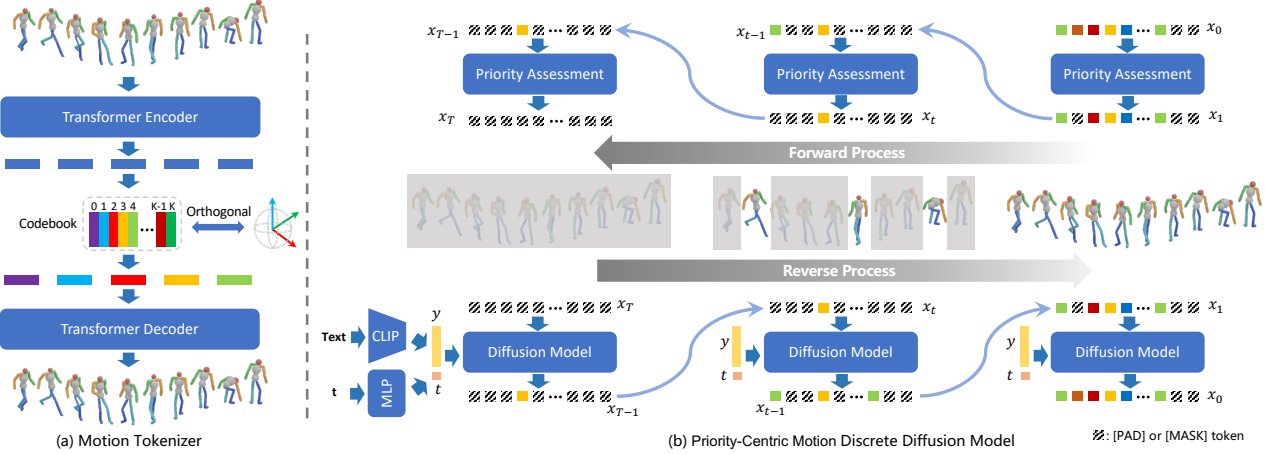 Transformer Encoder
0 1 2 3 4 K-1 K
Codebook
Orthogonal
...
Transformer Decoder
(a) Motion Tokenizer
x_{T−1} ...
x_{t−1} ...
... x_0
Priority Assessment
Priority Assessment
Priority Assessment
x_T ...
... x_t
... x_1
Forward Process
Reverse Process
... x_T
... x_t
... x_1
Text
CLIP
y
Diffusion Model
y
Diffusion Model
y
Diffusion Model
t
MLP
t
t
t
... x_{T−1}
x_{t−1} ...
... x_0
(b) Priority-Centric Motion Discrete Diffusion Model
: [PAD] or [MASK] token